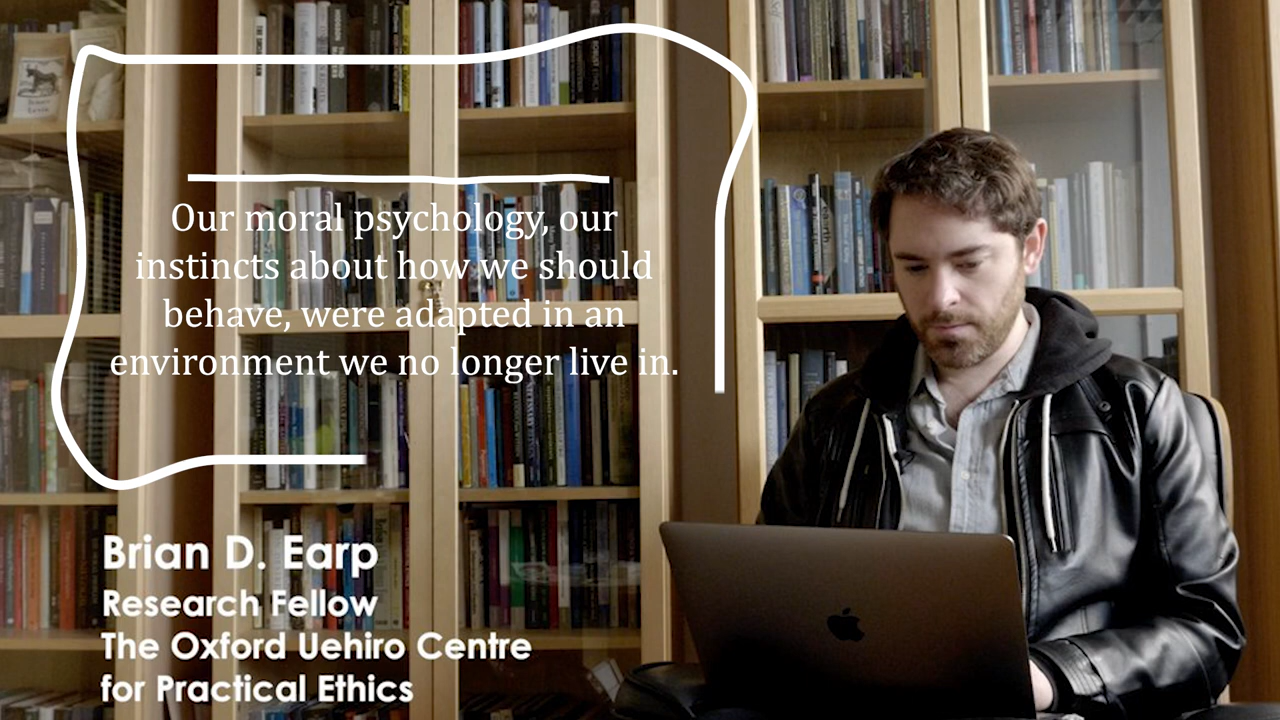 Our moral psychology, our
instincts about how we should
behave, were adapted in an
environment we no longer live in.
Brian D. Earp
Research Fellow
The Oxford Uehiro Centre
for Practical Ethics